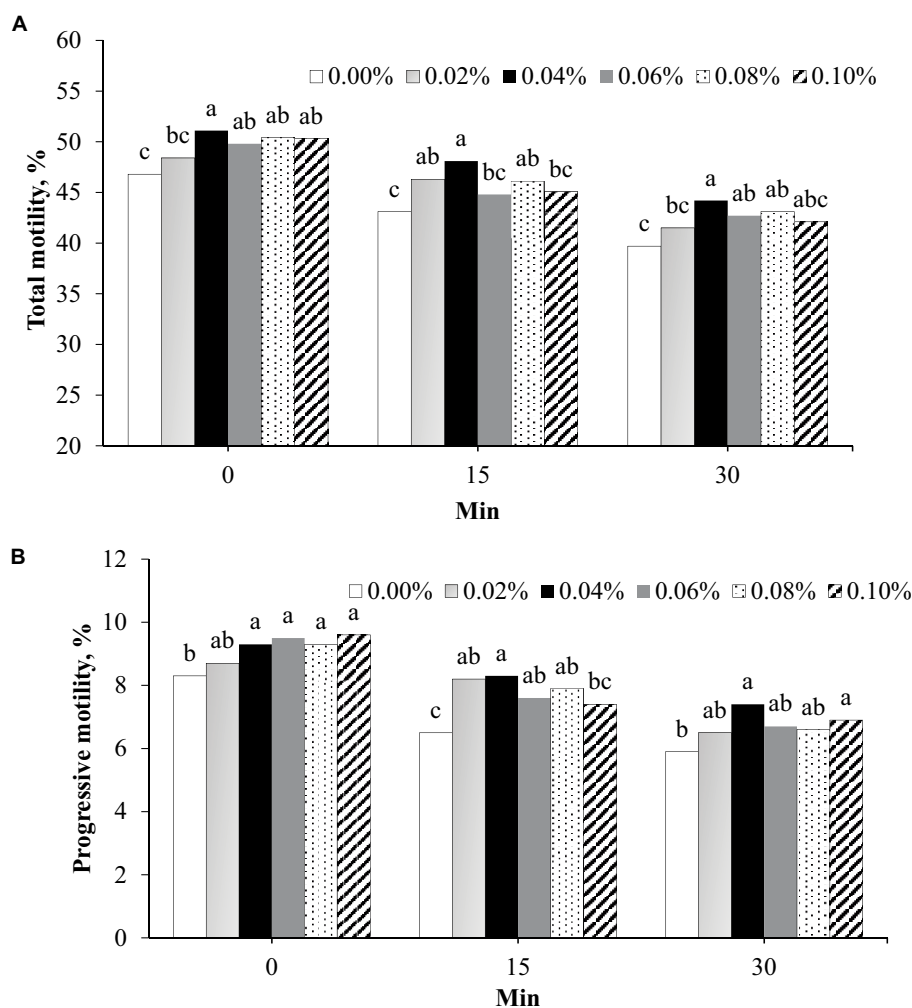 A
60
55
50
45
40
35
30
25
20
Total motility, %
0.00% 0.02% 0.04% 0.06% 0.08% 0.10%
c bc a ab ab ab
c ab a bc ab bc
c bc a ab ab abc
0 15 30
Min
B
12
10
8
6
4
2
0
Progressive motility, %
0.00% 0.02% 0.04% 0.06% 0.08% 0.10%
b ab a a a a
c ab a ab ab bc
b ab a ab ab a
0 15 30
Min